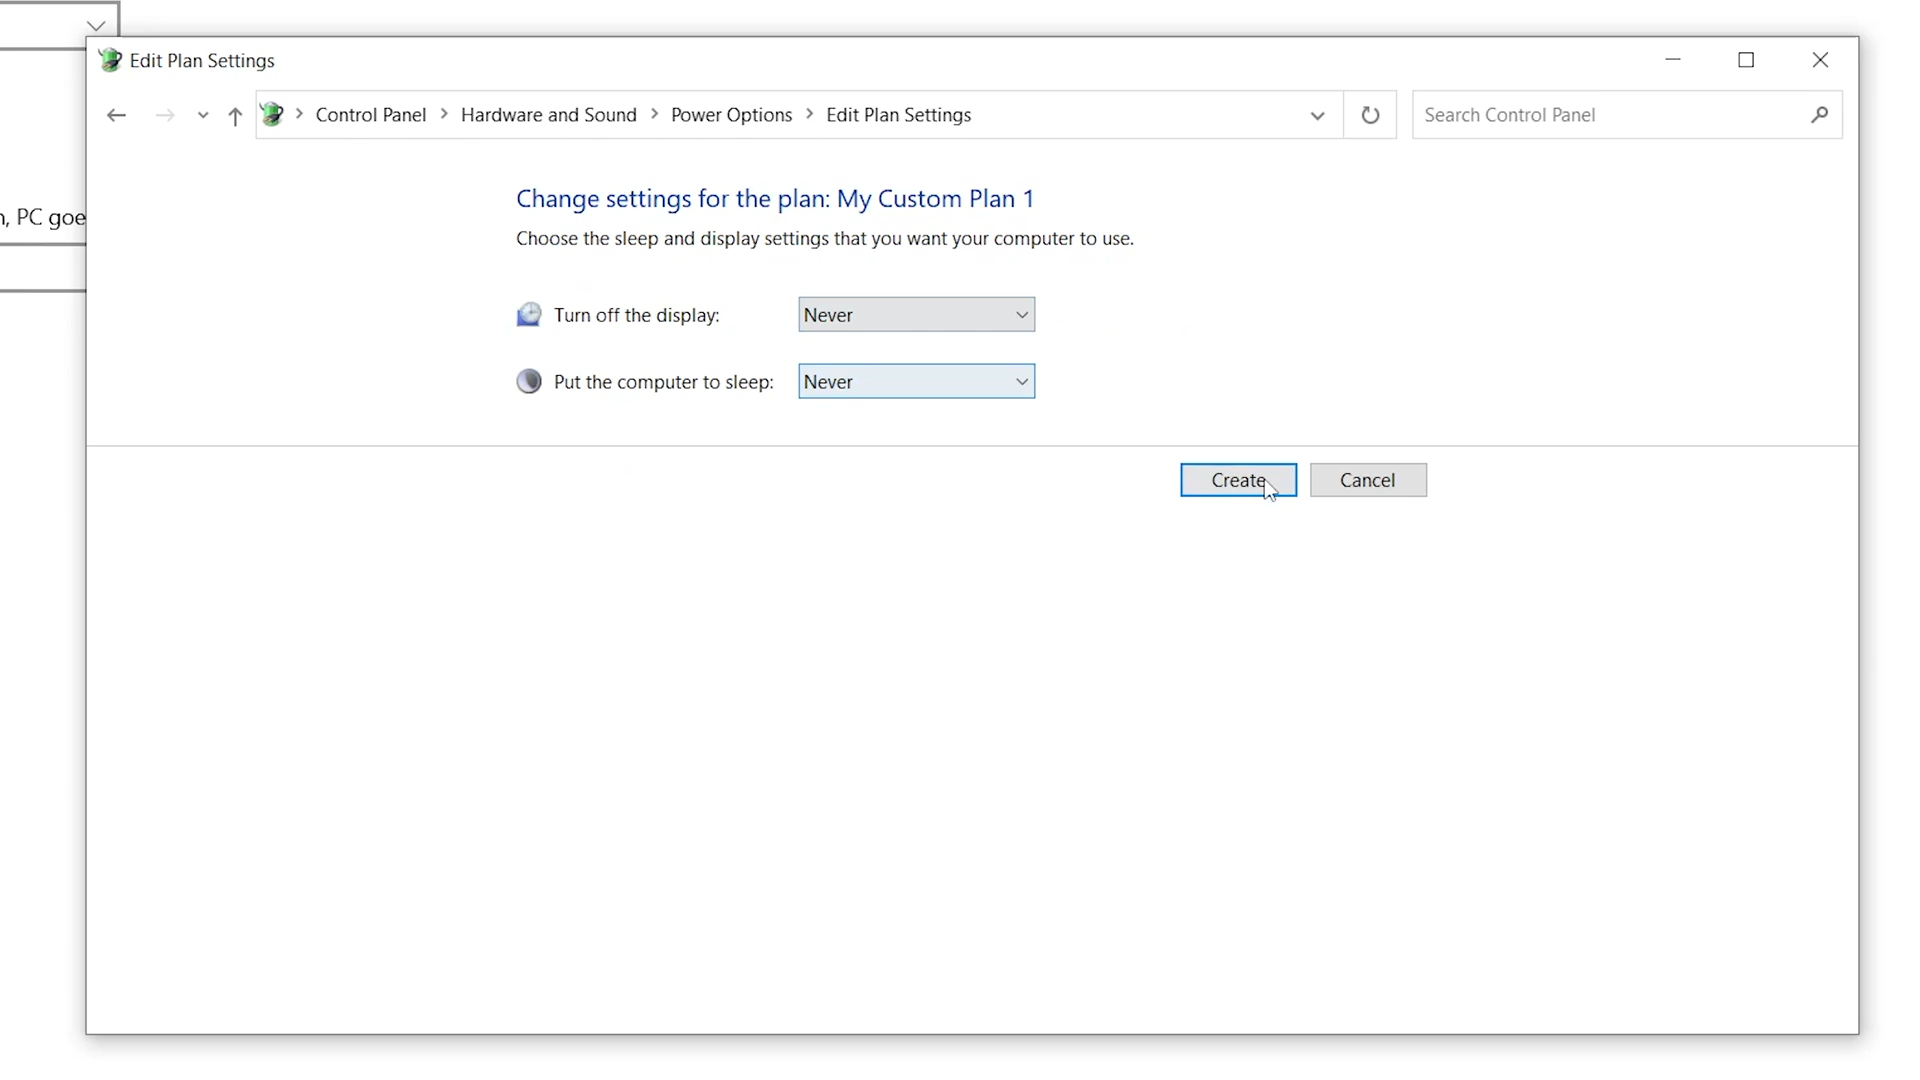 Edit Plan Settings
Control Panel > Hardware and Sound > Power Options > Edit Plan Settings
Search Control Panel
, PC goe
Change settings for the plan: My Custom Plan 1
Choose the sleep and display settings that you want your computer to use.
Turn off the display: Never
Put the computer to sleep: Never
Create Cancel